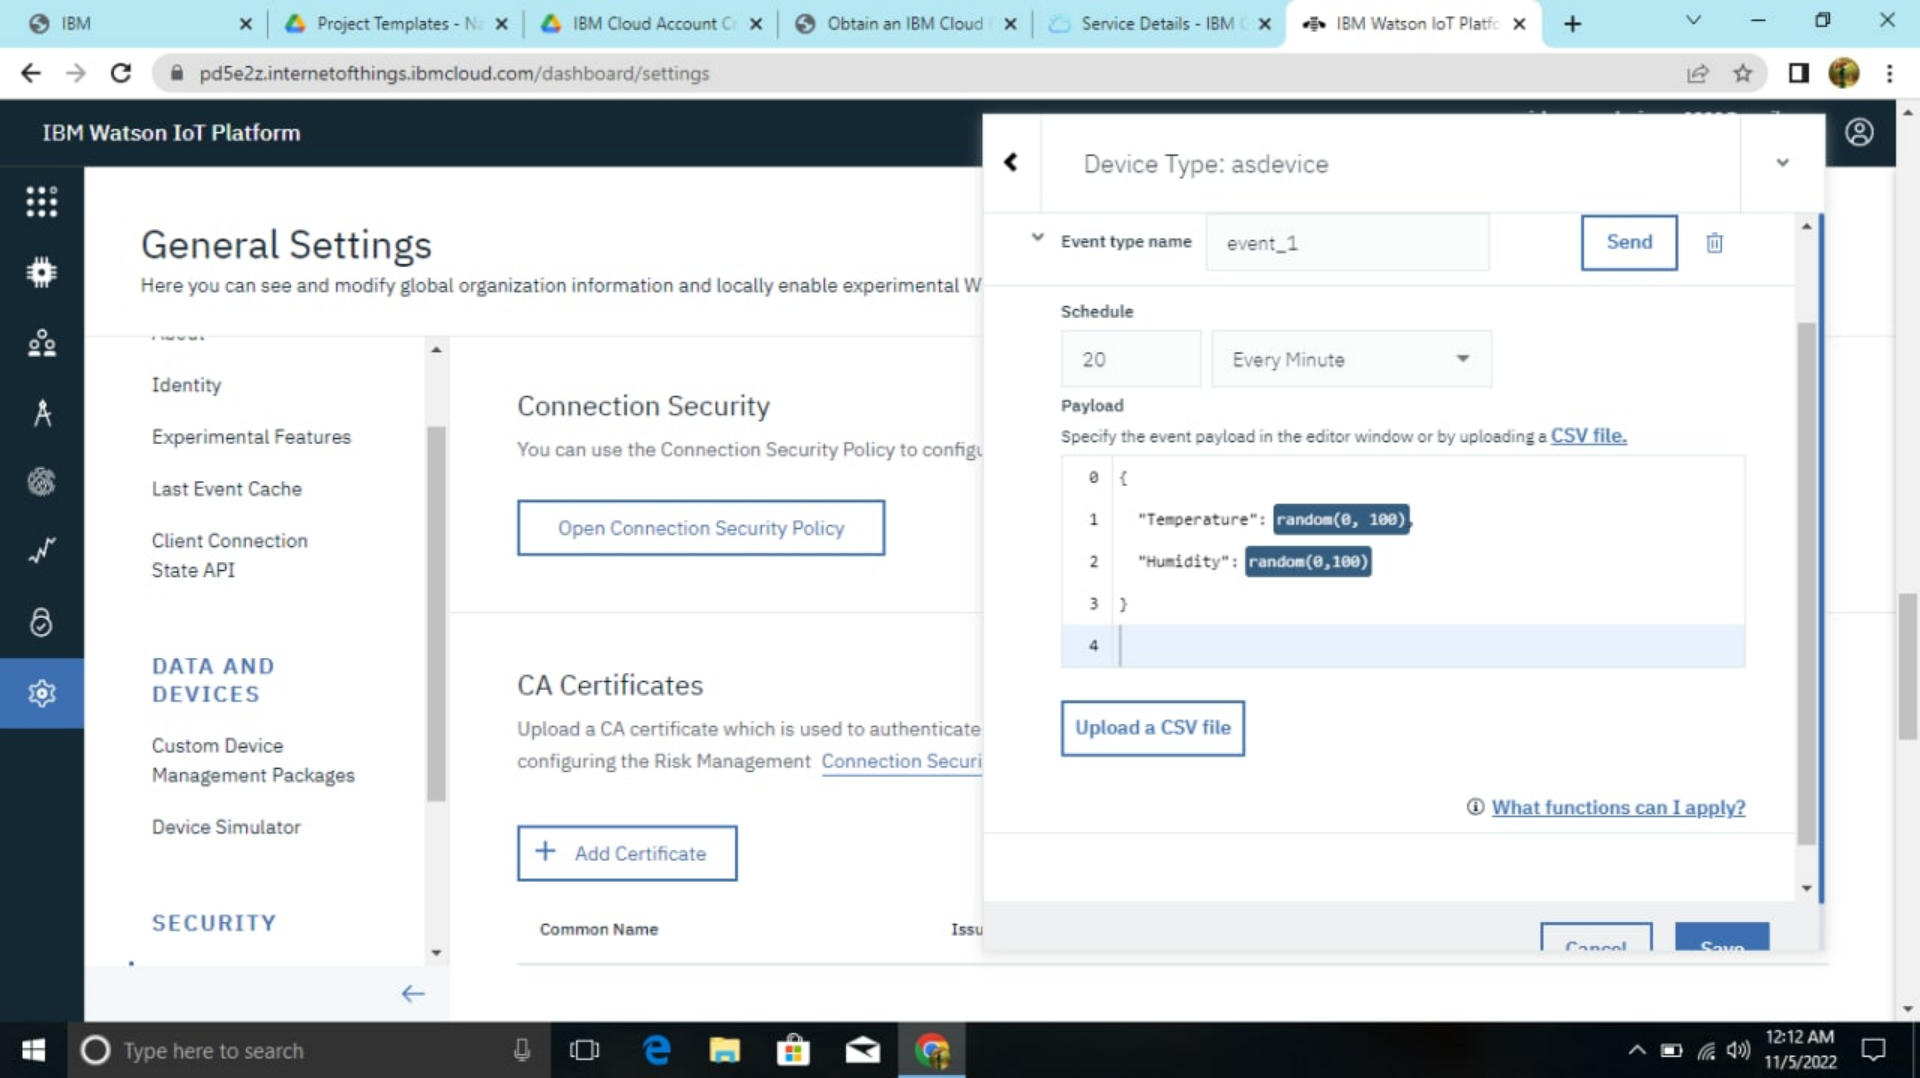 IBM
Project Templates - Na
IBM Cloud Account Cr
Obtain an IBM Cloud
Service Details - IBM C
IBM Watson IoT Platfo
pd5e2z.internetofthings.ibmcloud.com/dashboard/settings
IBM Watson IoT Platform
Device Type: asdevice
General Settings
Here you can see and modify global organization information and locally enable experimental W
Event type name
event_1
Send
Schedule
20
Every Minute
Payload
Specify the event payload in the editor window or by uploading a CSV file.
0 {
1 "Temperature": random(0, 100),
2 "Humidity": random(0,100)
3 }
4
Upload a CSV file
What functions can I apply?
Cancel
Save
About
Identity
Experimental Features
Last Event Cache
Client Connection
State API
DATA AND
DEVICES
Custom Device
Management Packages
Device Simulator
SECURITY
Connection Security
You can use the Connection Security Policy to configu
Open Connection Security Policy
CA Certificates
Upload a CA certificate which is used to authenticate
configuring the Risk Management Connection Securi
+ Add Certificate
Common Name
Issu
Type here to search
12:12 AM
11/5/2022